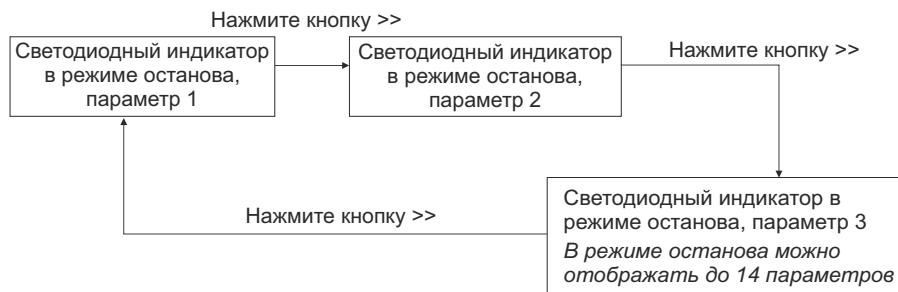 Нажмите кнопку >>
Светодиодный индикатор
в режиме останова,
параметр 1
Светодиодный индикатор
в режиме останова,
параметр 2
Нажмите кнопку >>
Светодиодный индикатор в
режиме останова, параметр 3
В режиме останова можно
отображать до 14 параметров
Нажмите кнопку >>